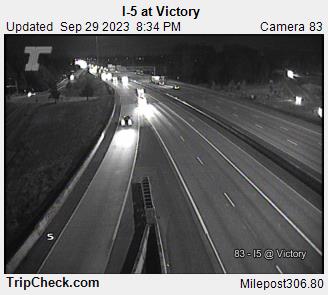 I-5 at Victory
Updated Sep 29 2023 8:34 PM Camera 83
T
S
83 - I5 @ Victory
TripCheck.com Milepost306.80